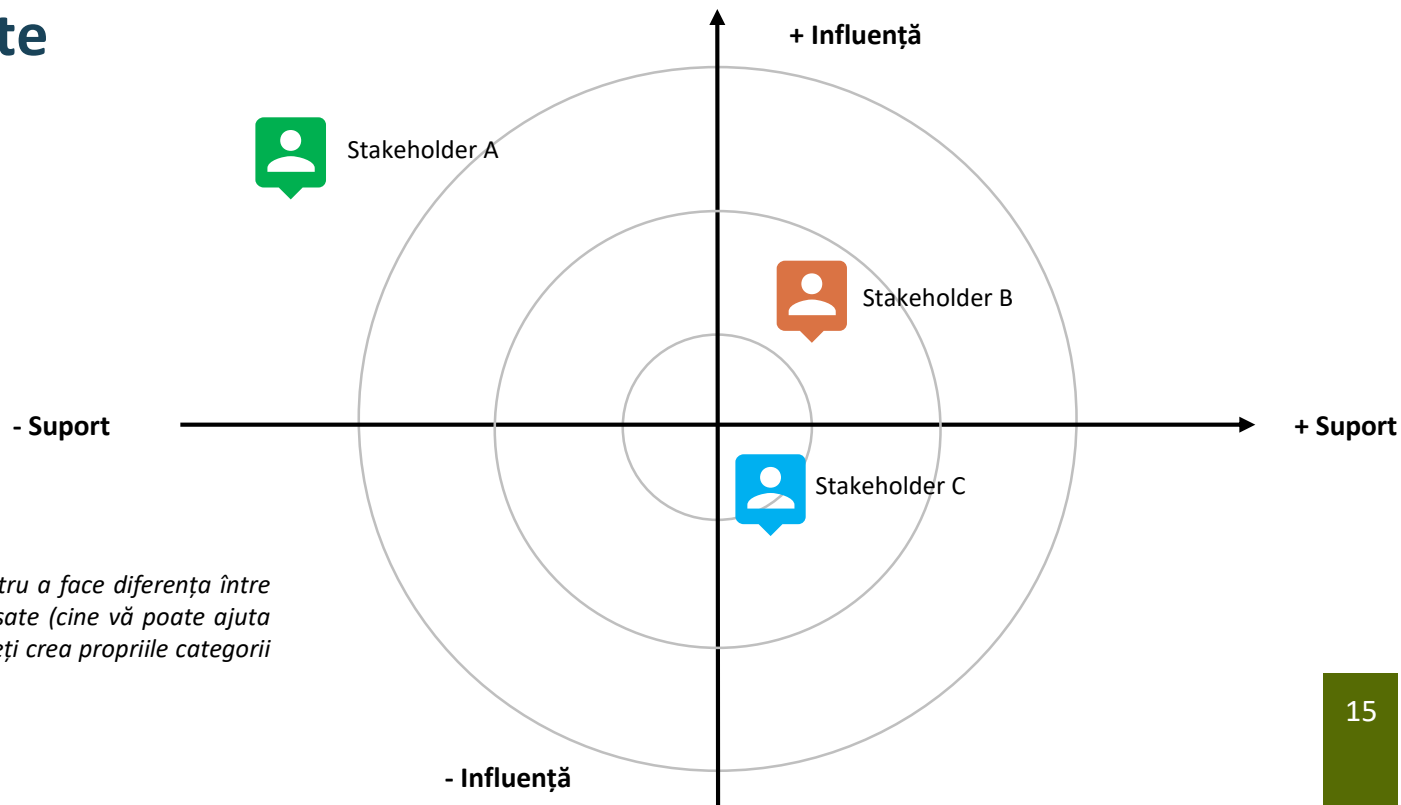 te
+ Influență
Stakeholder A
Stakeholder B
- Suport
+ Suport
Stakeholder C
tru a face diferența între
sate (cine vă poate ajuta
eți crea propriile categorii
15
- Influență